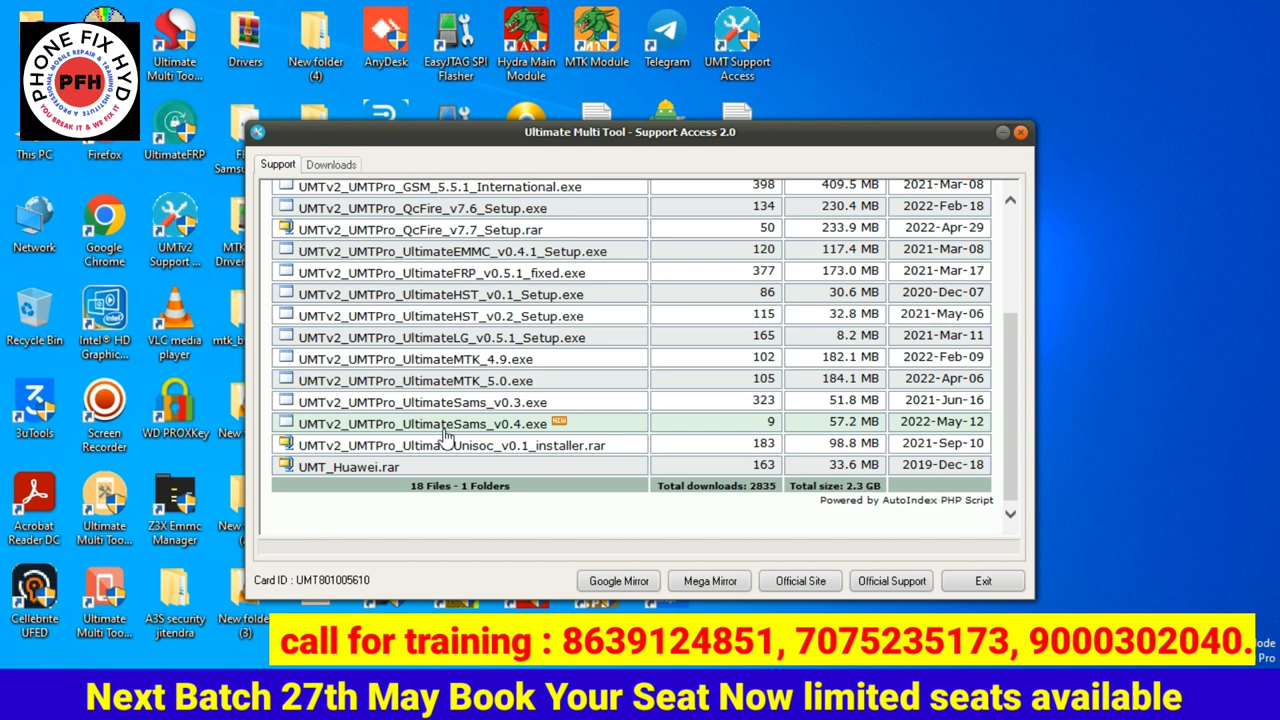 PHONE FIX HYD
A PROFESSIONAL MOBILE REPAIR & TRAINING INSTITUTE
PFH
YOU BREAK IT & WE FIX IT
Ultimate Multi Too...
Drivers
New folder (4)
AnyDesk
EasyJTAG SPI Flasher
Hydra Main Module
MTK Module
Telegram
UMT Support Access
This PC
Firefox
UltimateFRP
Network
Google Chrome
UMTv2 Support ...
Recycle Bin
Intel® HD Graphic...
VLC media player
3uTools
Screen Recorder
WD PROXKey
Acrobat Reader DC
Ultimate Multi Too...
Z3X Emmc Manager
Cellebrite UFED
Ultimate Multi Too...
A3S security jitendra
New folde (3)
Ultimate Multi Tool - Support Access 2.0
Support Downloads
UMTv2_UMTPro_GSM_5.5.1_International.exe 398 409.5 MB 2021-Mar-08
UMTv2_UMTPro_QcFire_v7.6_Setup.exe 134 230.4 MB 2022-Feb-18
UMTv2_UMTPro_QcFire_v7.7_Setup.rar 50 233.9 MB 2022-Apr-29
UMTv2_UMTPro_UltimateEMMC_v0.4.1_Setup.exe 120 117.4 MB 2021-Mar-08
UMTv2_UMTPro_UltimateFRP_v0.5.1_fixed.exe 377 173.0 MB 2021-Mar-17
UMTv2_UMTPro_UltimateHST_v0.1_Setup.exe 86 30.6 MB 2020-Dec-07
UMTv2_UMTPro_UltimateHST_v0.2_Setup.exe 115 32.8 MB 2021-May-06
UMTv2_UMTPro_UltimateLG_v0.5.1_Setup.exe 165 8.2 MB 2021-Mar-11
UMTv2_UMTPro_UltimateMTK_4.9.exe 102 182.1 MB 2022-Feb-09
UMTv2_UMTPro_UltimateMTK_5.0.exe 105 184.1 MB 2022-Apr-06
UMTv2_UMTPro_UltimateSams_v0.3.exe 323 51.8 MB 2021-Jun-16
UMTv2_UMTPro_UltimateSams_v0.4.exe NEW 9 57.2 MB 2022-May-12
UMTv2_UMTPro_Ultima Unisoc_v0.1_installer.rar 183 98.8 MB 2021-Sep-10
UMT_Huawei.rar 163 33.6 MB 2019-Dec-18
18 Files - 1 Folders Total downloads: 2835 Total size: 2.3 GB
Powered by AutoIndex PHP Script
Card ID : UMT801005610 Google Mirror Mega Mirror Official Site Official Support Exit
call for training : 8639124851, 7075235173, 9000302040.
Next Batch 27th May Book Your Seat Now limited seats available